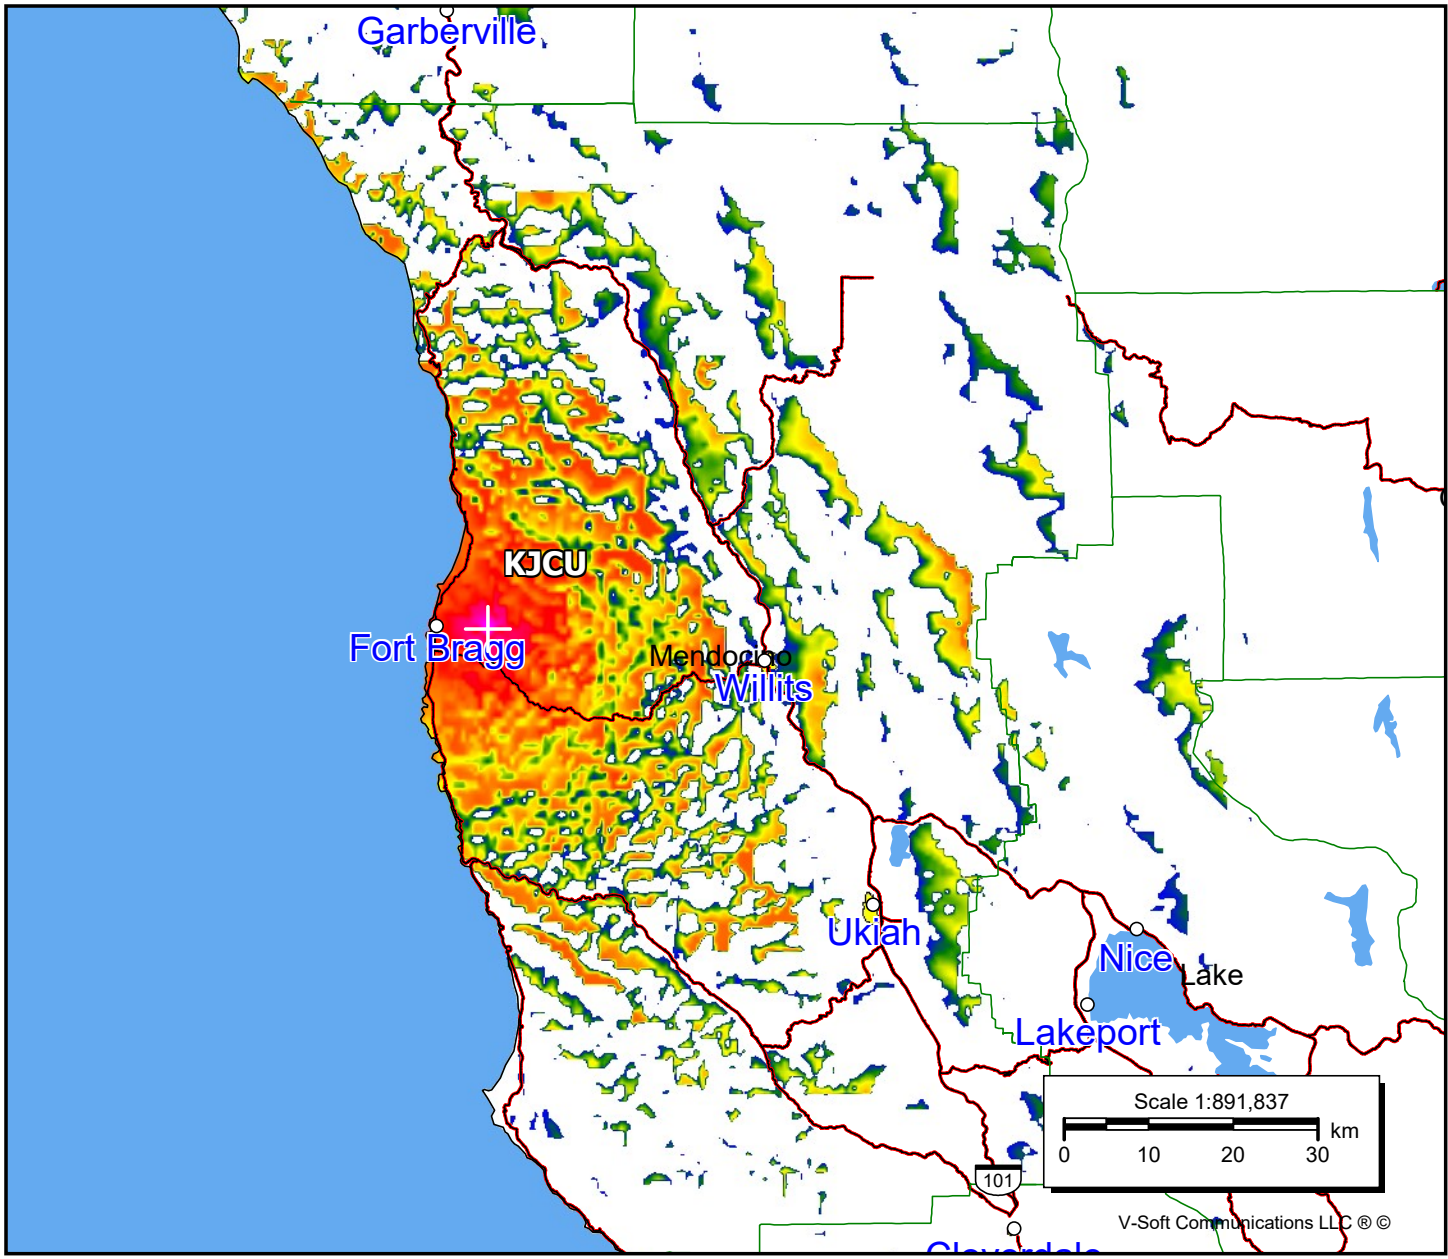 Garberville
KJCU
Fort Bragg
Mendocino
Willits
Ukiah
Nice
Lake
Lakeport
Scale 1:891,837
km
0 10 20 30
101
V-Soft Communications LLC ® ©
Cloverdale